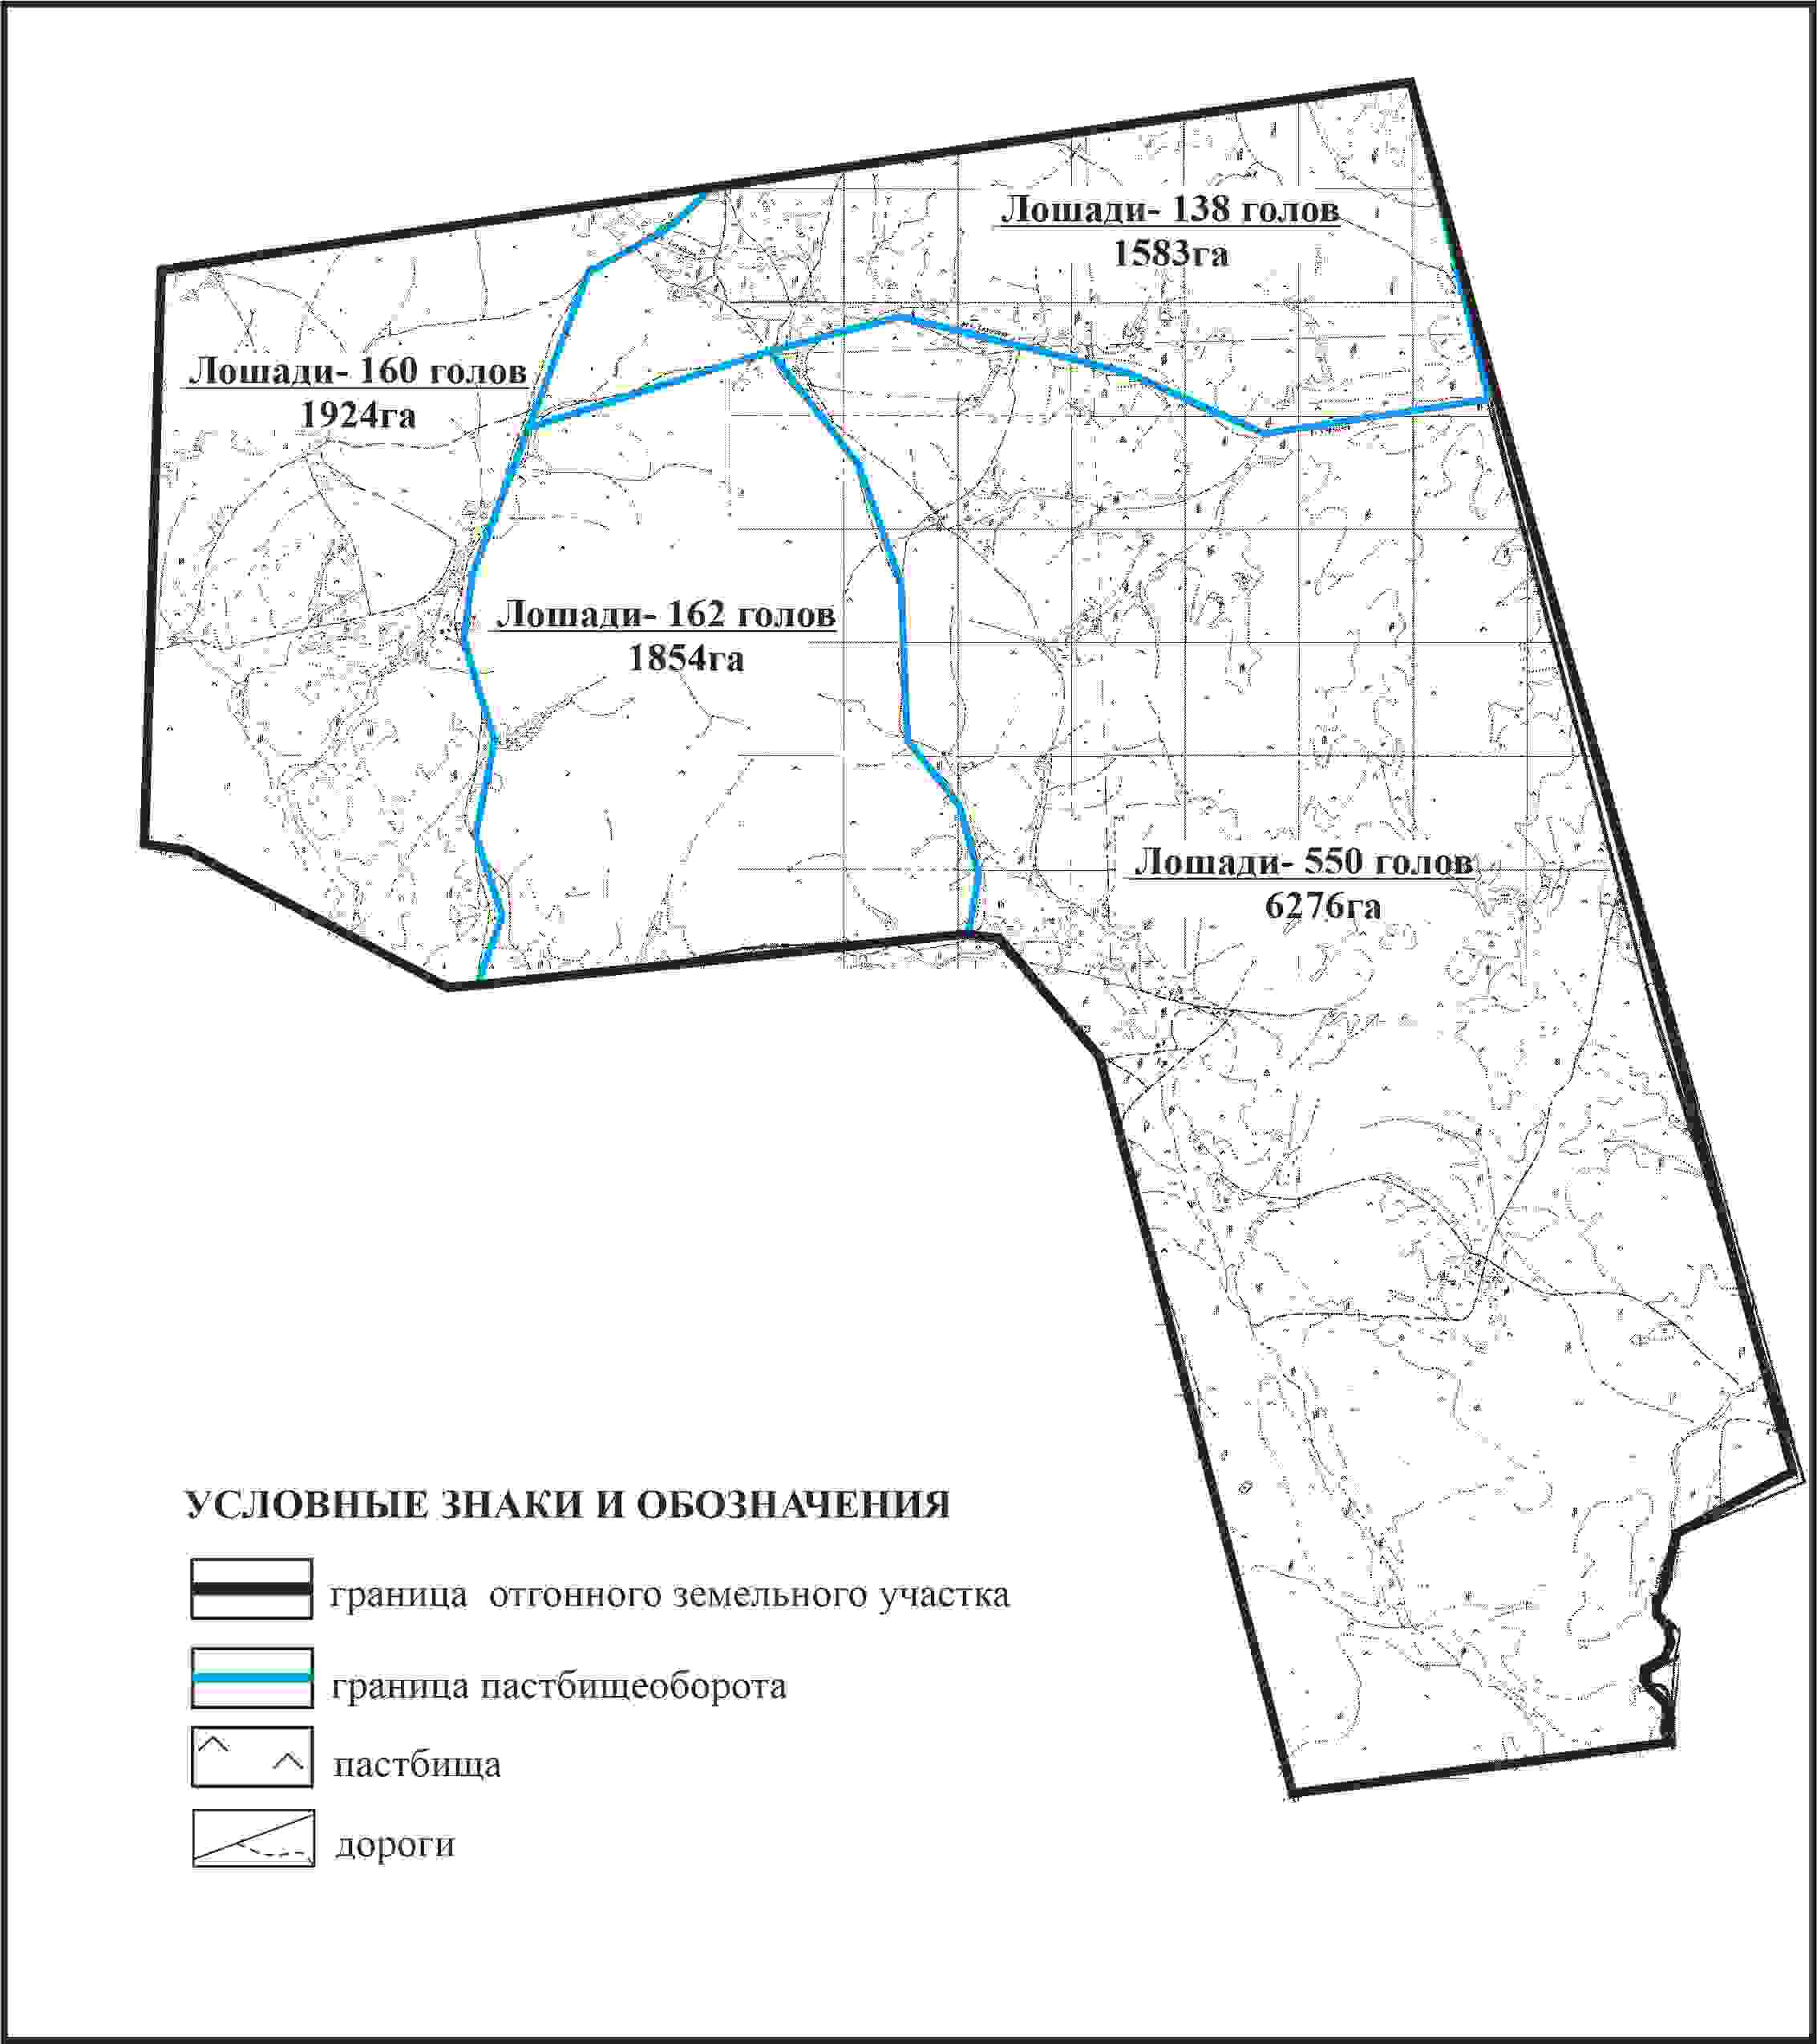 Лошади- 138 голов
1583га
Лошади- 160 голов
1924га
Лошади- 162 голов
1854га
Лошади- 550 голов
6276га
УСЛОВНЫЕ ЗНАКИ И ОБОЗНАЧЕНИЯ
граница отгонного земельного участка
граница пастбищеоборота
пастбища
дороги